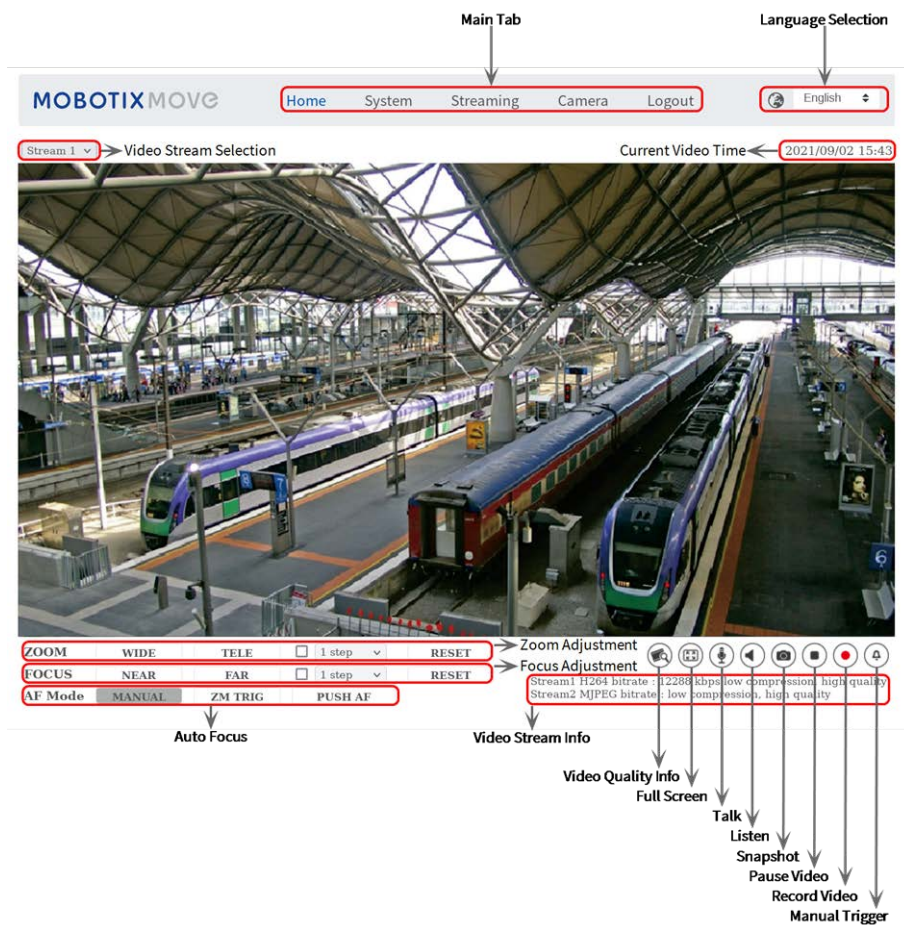 Main Tab
Language Selection
MOBOTIX MOVE
Home System Streaming Camera Logout
English
Stream 1
Video Stream Selection
Current Video Time
2021/09/02 15:43
8
7
6
ZOOM WIDE TELE 1 step RESET
Zoom Adjustment
FOCUS NEAR FAR 1 step RESET
Focus Adjustment
AF Mode MANUAL ZM TRIG PUSH AF
Stream1 H264 bitrate : 12288 kbps low compression, high quality
Stream2 MJPEG bitrate : low compression, high quality
Auto Focus
Video Stream Info
Video Quality Info
Full Screen
Talk
Listen
Snapshot
Pause Video
Record Video
Manual Trigger